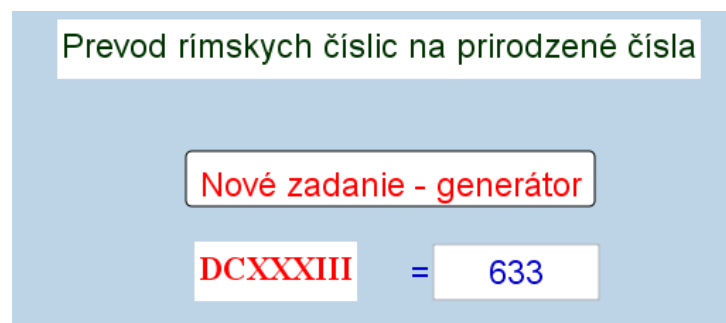 Prevod rímskych číslic na prirodzené čísla
Nové zadanie - generátor
DCXXXIII = 633